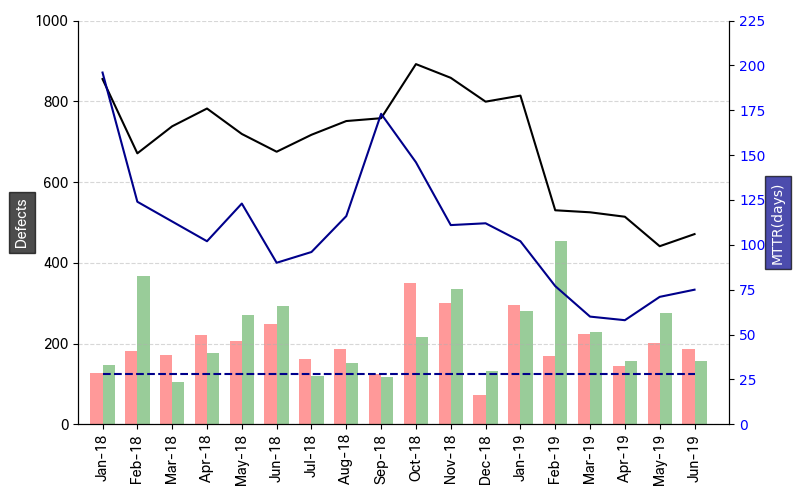 1000
800
600
400
200
0
Defects
225
200
175
150
125
100
75
50
25
0
MTTR(days)
Jan-18
Feb-18
Mar-18
Apr-18
May-18
Jun-18
Jul-18
Aug-18
Sep-18
Oct-18
Nov-18
Dec-18
Jan-19
Feb-19
Mar-19
Apr-19
May-19
Jun-19